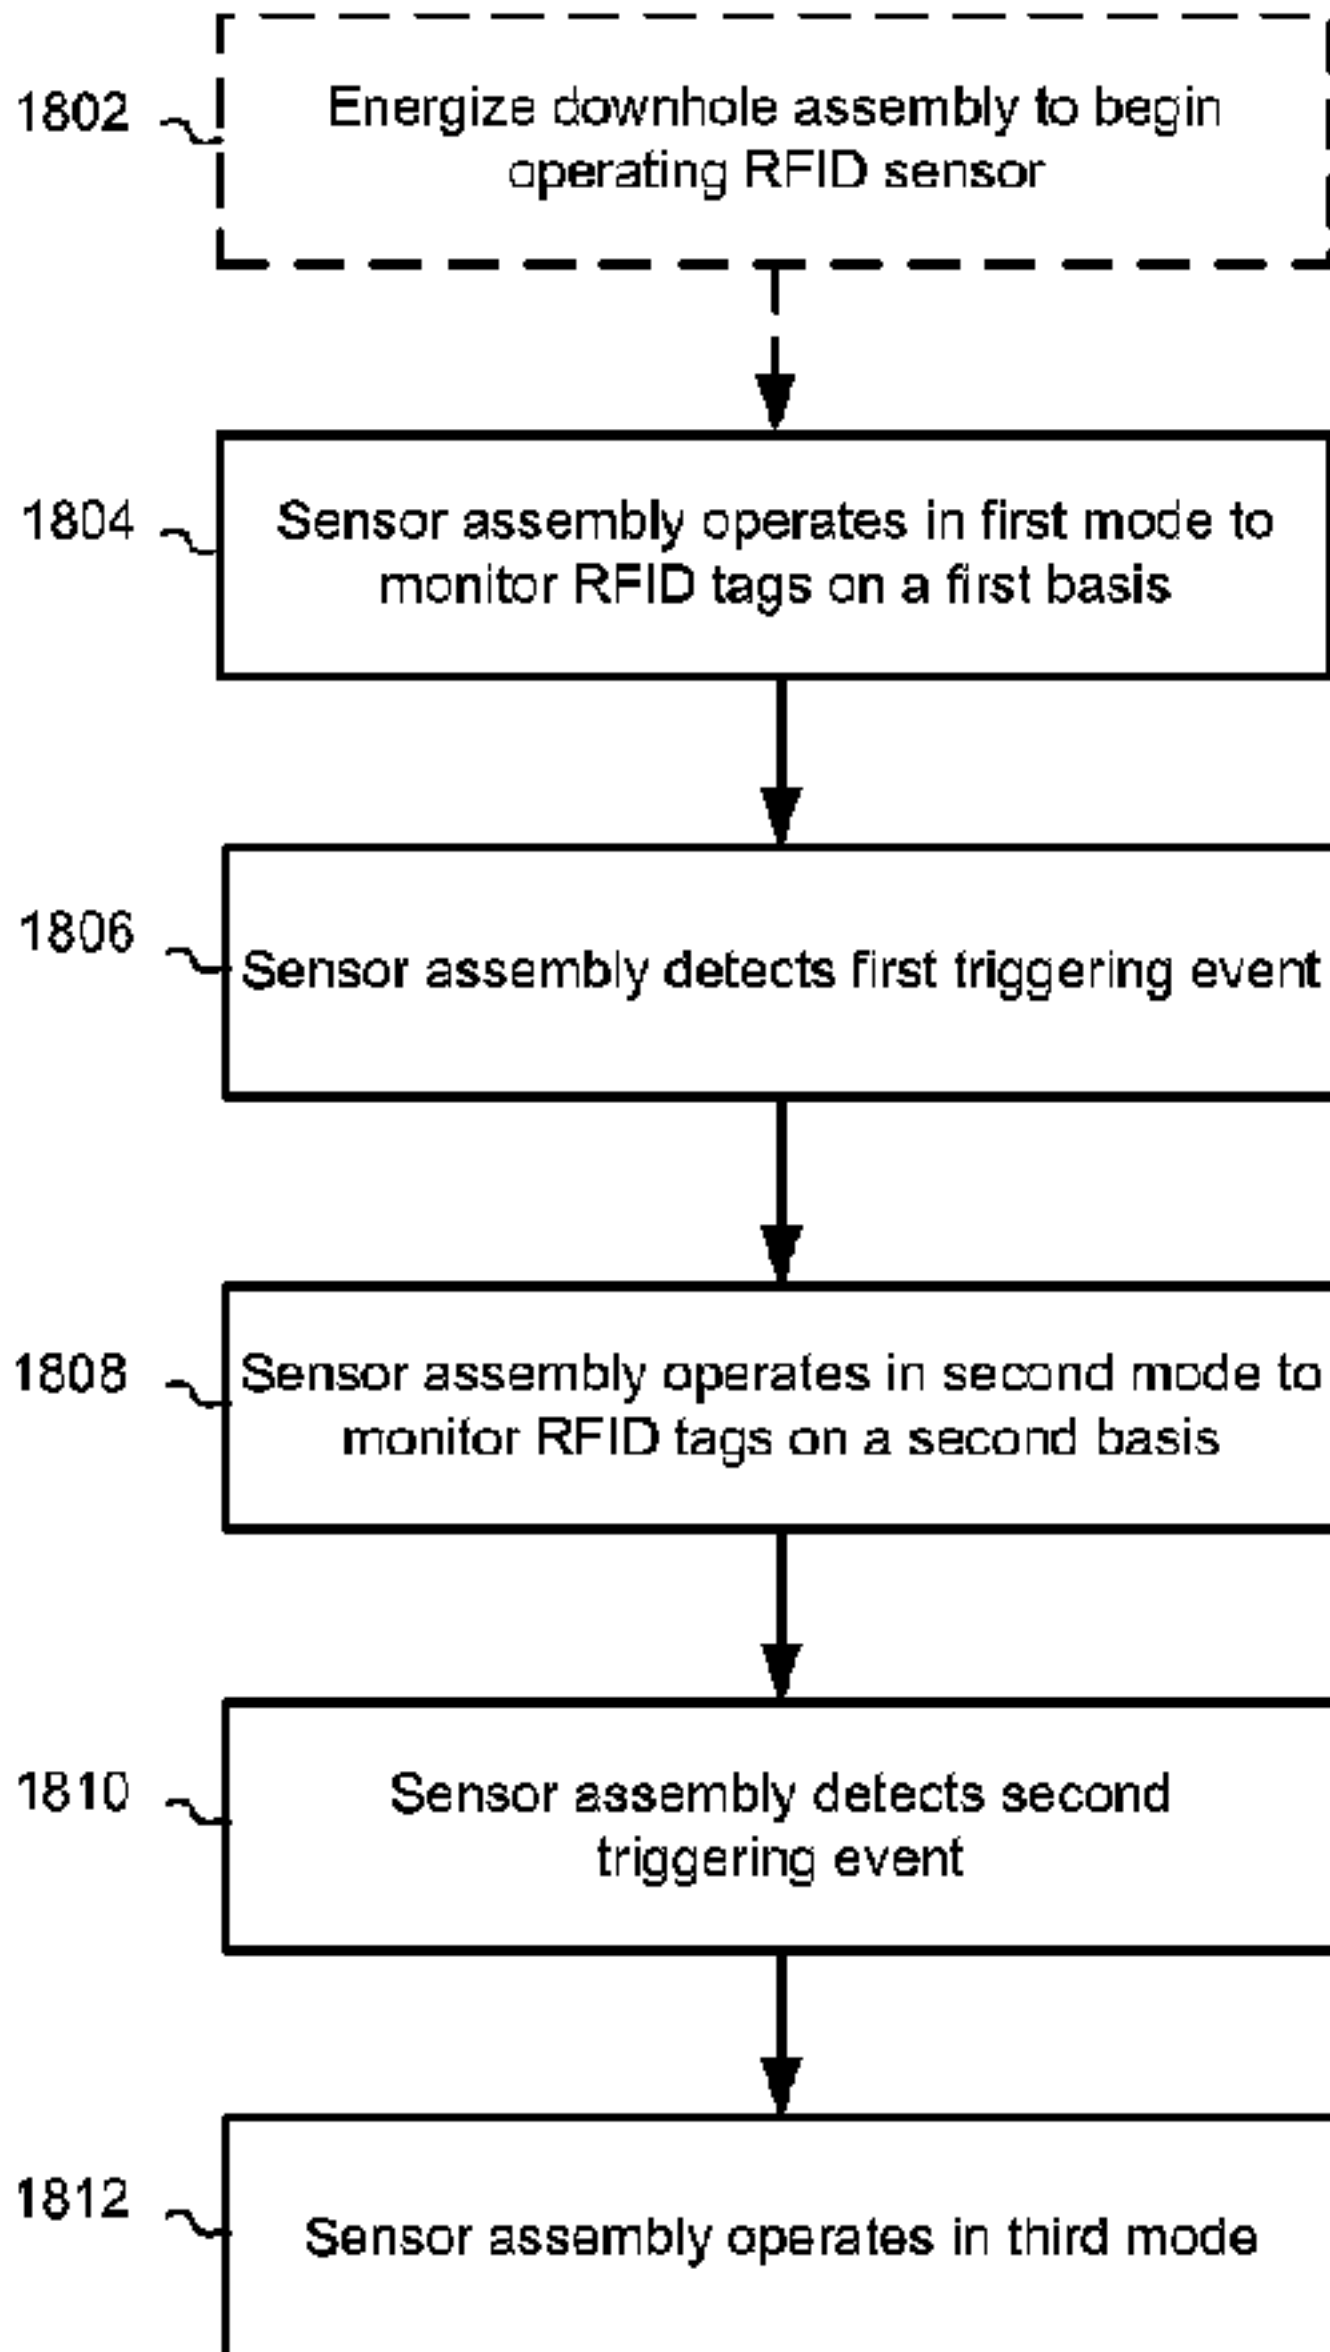 1802
Energize downhole assembly to begin
operating RFID sensor
1804
Sensor assembly operates in first mode to
monitor RFID tags on a first basis
1806
Sensor assembly detects first triggering event
1808
Sensor assembly operates in second mode to
monitor RFID tags on a second basis
1810
Sensor assembly detects second
triggering event
1812
Sensor assembly operates in third mode